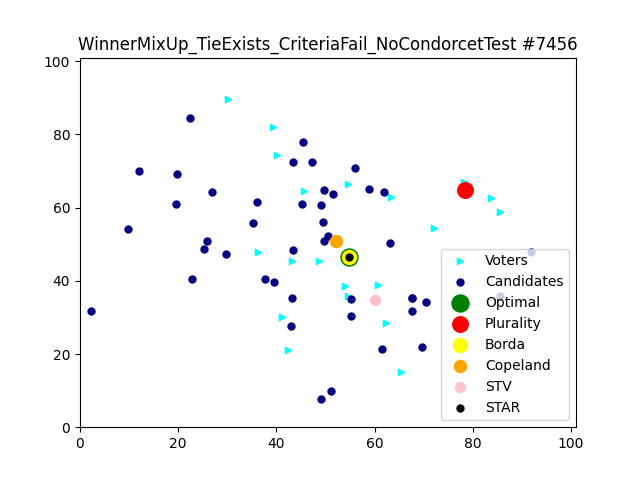 WinnerMixUp_TieExists_CriteriaFail_NoCondorcetTest #7456
100
80
60
40
20
0
0 20 40 60 80 100
Voters
Candidates
Optimal
Plurality
Borda
Copeland
STV
STAR